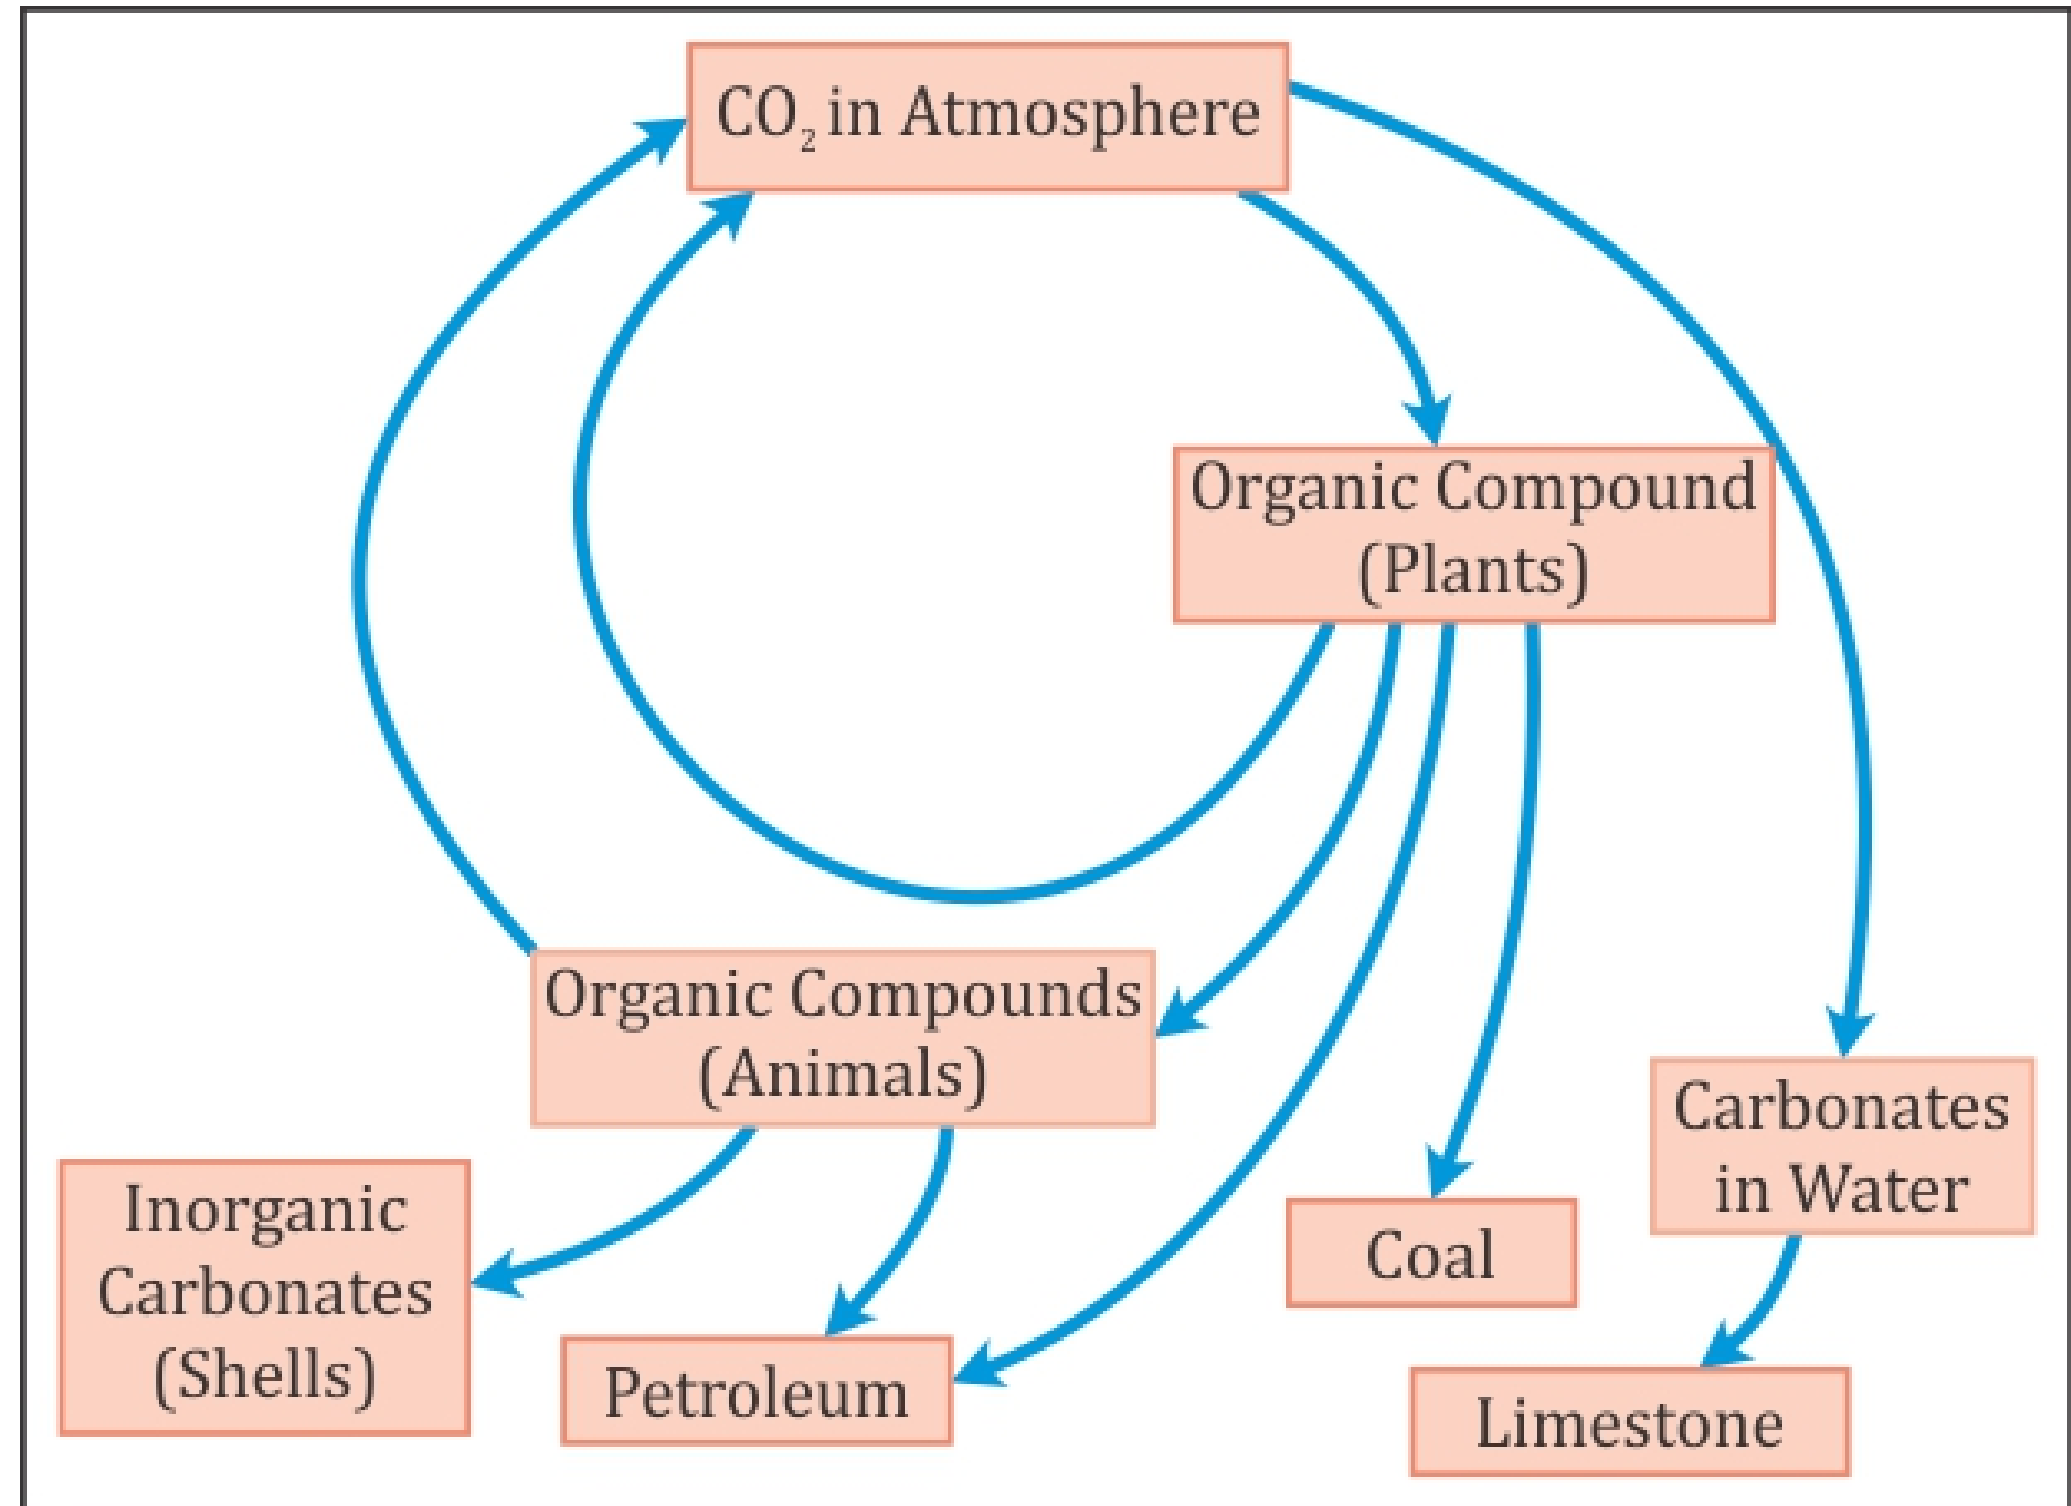 CO₂ in Atmosphere
Organic Compound
(Plants)
Organic Compounds
(Animals)
Carbonates
in Water
Inorganic
Carbonates
(Shells)
Coal
Petroleum
Limestone